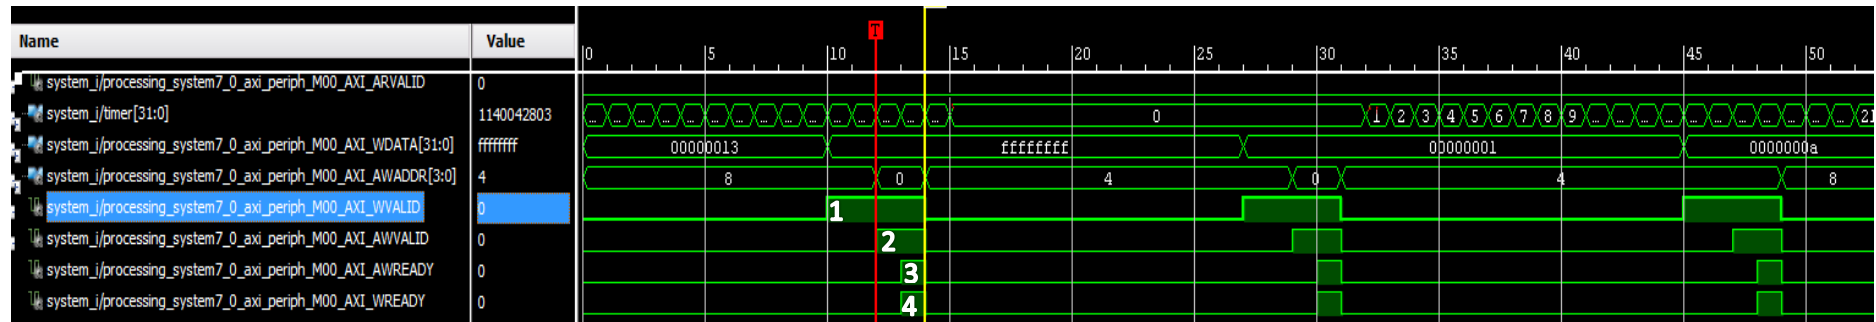 Name Value
0 5 10 15 20 25 30 35 40 45 50
T
system_i/processing_system7_0_axi_periph_M00_AXI_ARVALID 0
system_i/timer[31:0] 1140042803 ... ... ... ... ... ... ... ... ... ... ... ... ... ... ... 0 1 2 3 4 5 6 7 8 9 ... ... ... ... ... ... ... ... ... ... ... 21
system_i/processing_system7_0_axi_periph_M00_AXI_WDATA[31:0] ffffffff 00000013 ffffffff 00000001 0000000a
system_i/processing_system7_0_axi_periph_M00_AXI_AWADDR[3:0] 4 8 0 4 0 4 8
system_i/processing_system7_0_axi_periph_M00_AXI_WVALID 0 1
system_i/processing_system7_0_axi_periph_M00_AXI_AWVALID 0 2
system_i/processing_system7_0_axi_periph_M00_AXI_AWREADY 0 3
system_i/processing_system7_0_axi_periph_M00_AXI_WREADY 0 4